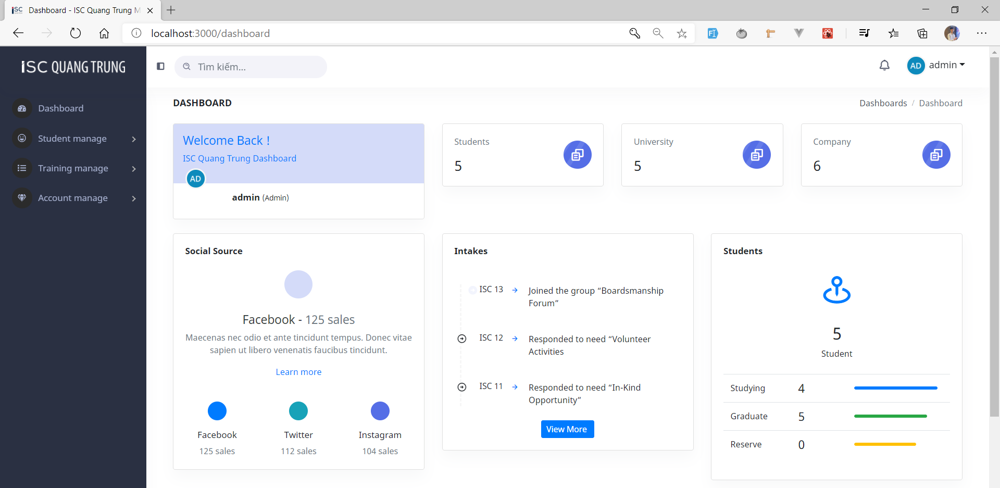 ISC
Dashboard - ISC Quang Trung M
localhost:3000/dashboard
ISC QUANG TRUNG
Tìm kiếm...
AD
admin
Dashboard
Student manage
Training manage
Account manage
DASHBOARD
Dashboards / Dashboard
Welcome Back !
ISC Quang Trung Dashboard
AD
admin (Admin)
Students
5
University
5
Company
6
Social Source
Facebook - 125 sales
Maecenas nec odio et ante tincidunt tempus. Donec vitae
sapien ut libero venenatis faucibus tincidunt.
Learn more
Facebook
125 sales
Twitter
112 sales
Instagram
104 sales
Intakes
ISC 13
Joined the group “Boardsmanship
Forum”
ISC 12
Responded to need “Volunteer
Activities
ISC 11
Responded to need “In-Kind
Opportunity”
View More
Students
5
Student
Studying 4
Graduate 5
Reserve 0